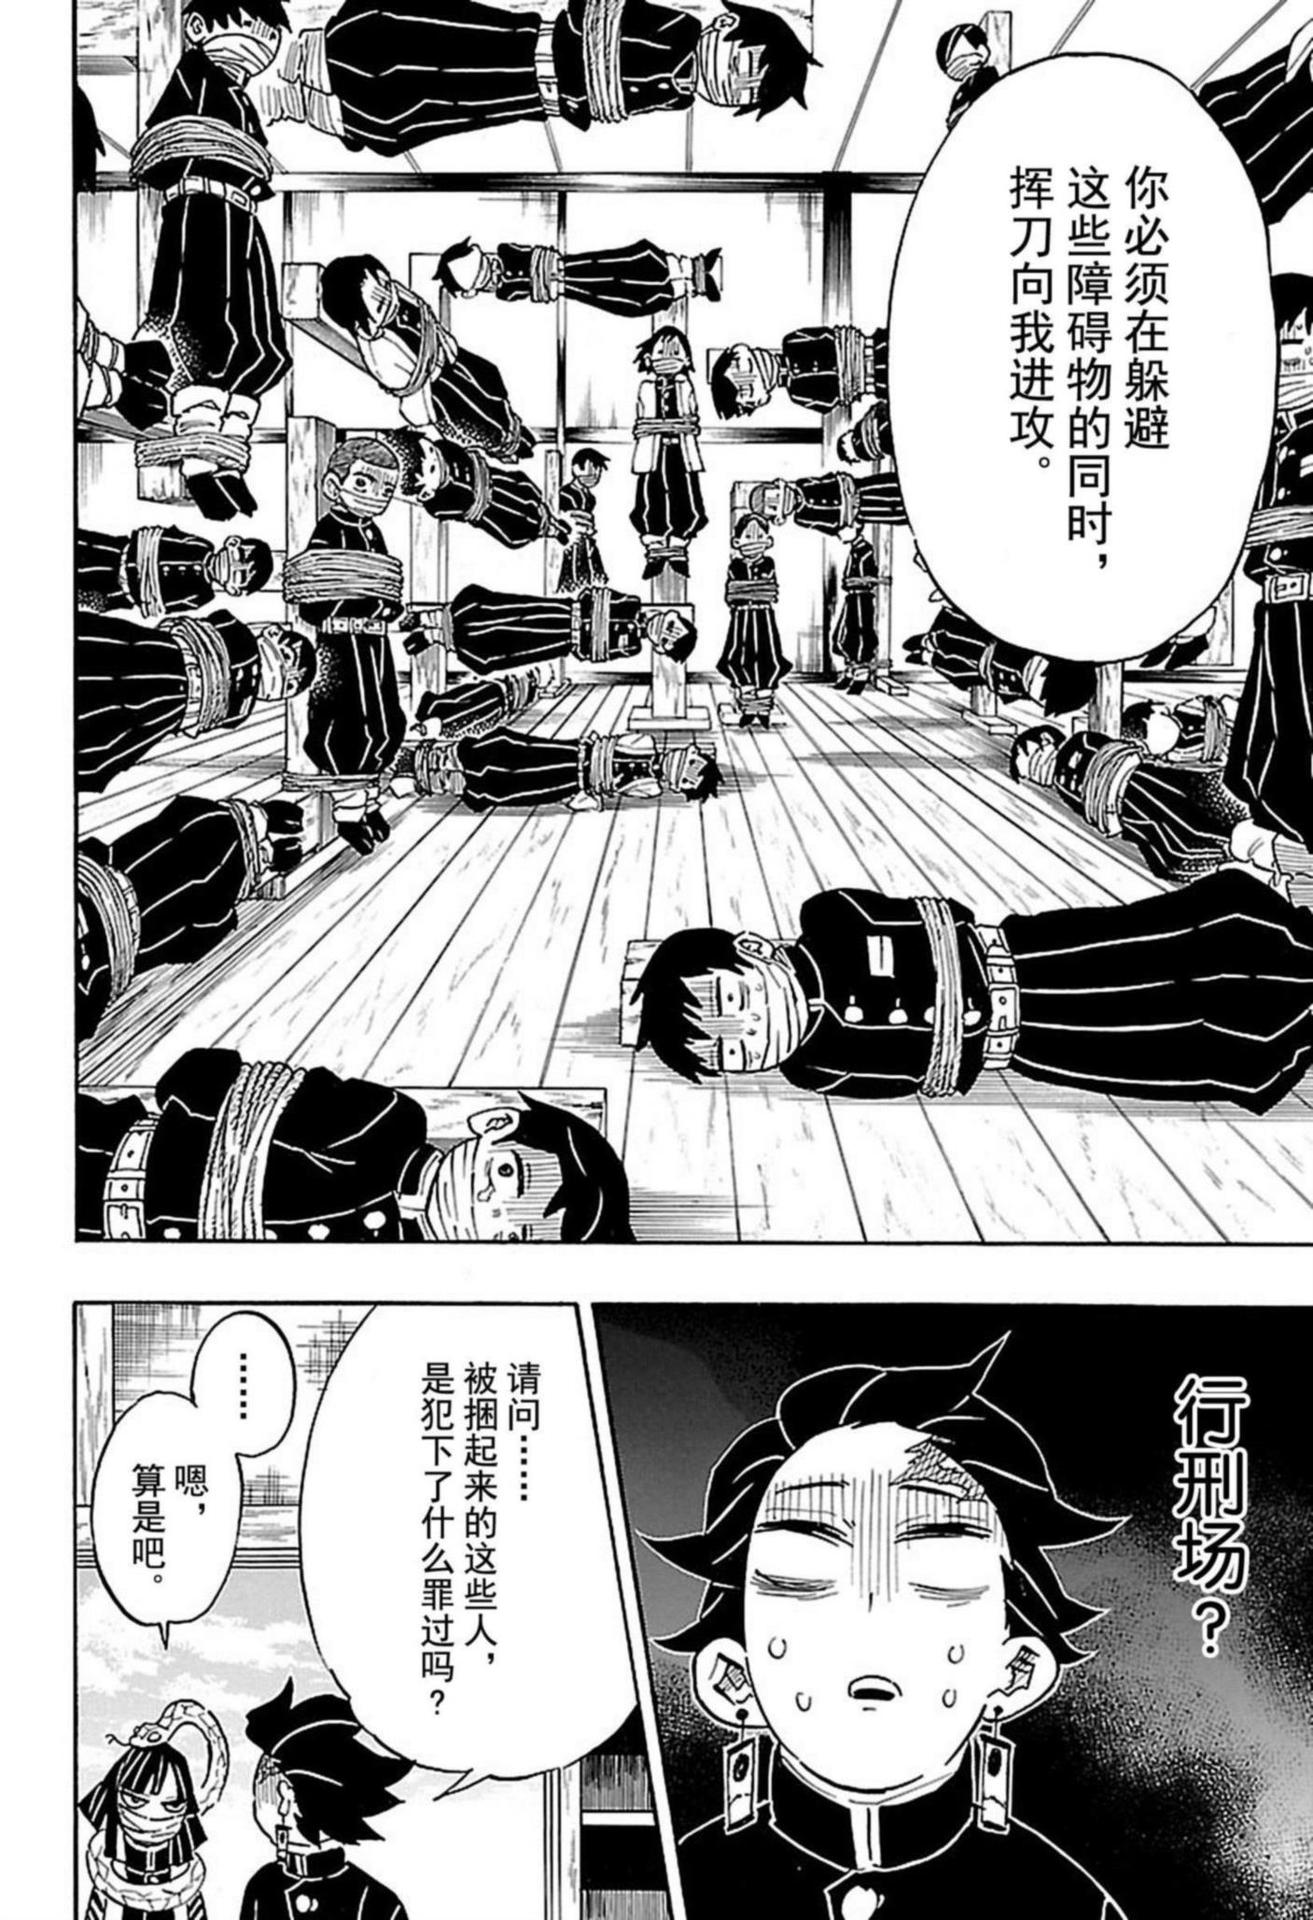 你必须在躲避
这些障碍物的同时，
挥刀向我进攻。
行刑场？
请问……
被捆起来的这些人，
是犯下了什么罪过吗？
……
嗯，
算是吧。